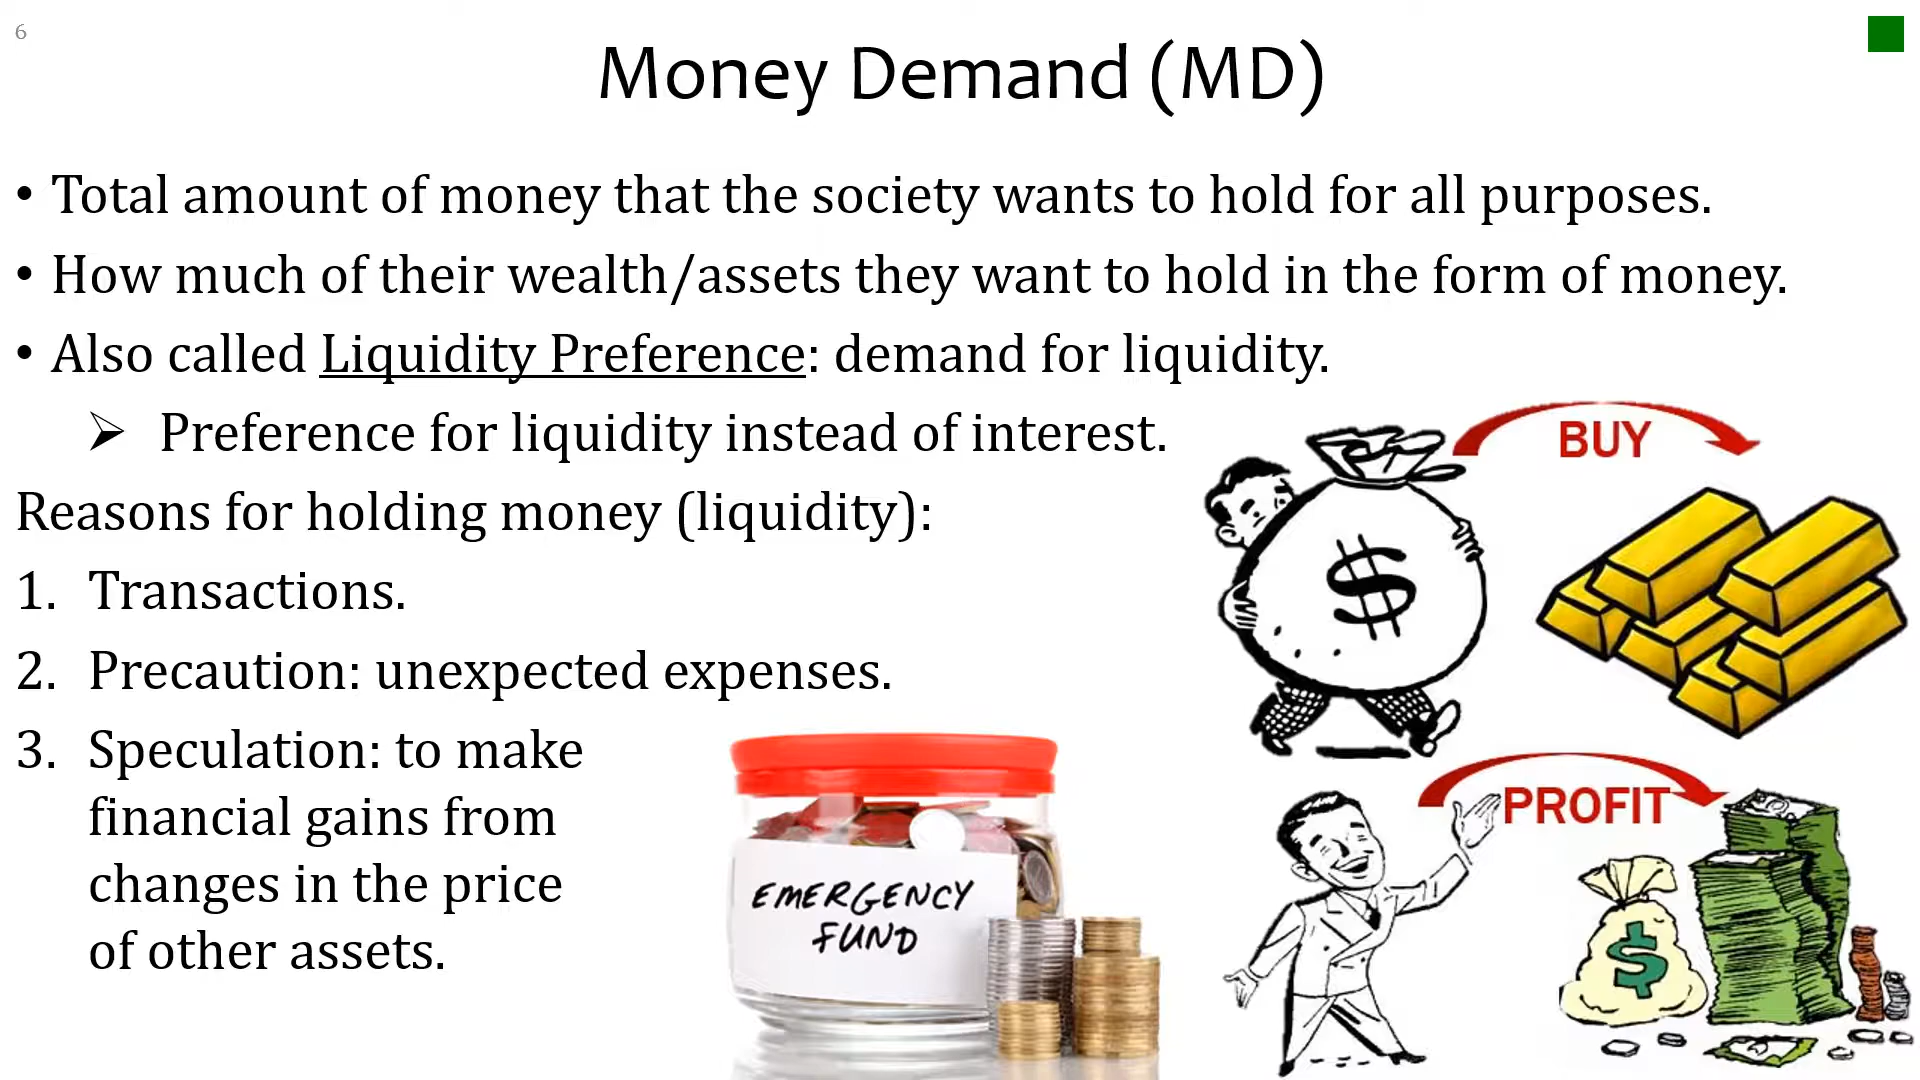 6
Money Demand (MD)
• Total amount of money that the society wants to hold for all purposes.
• How much of their wealth/assets they want to hold in the form of money.
• Also called Liquidity Preference: demand for liquidity.
➢ Preference for liquidity instead of interest.
Reasons for holding money (liquidity):
1. Transactions.
2. Precaution: unexpected expenses.
3. Speculation: to make
financial gains from
changes in the price
of other assets.
EMERGENCY
FUND
BUY
$
PROFIT
$